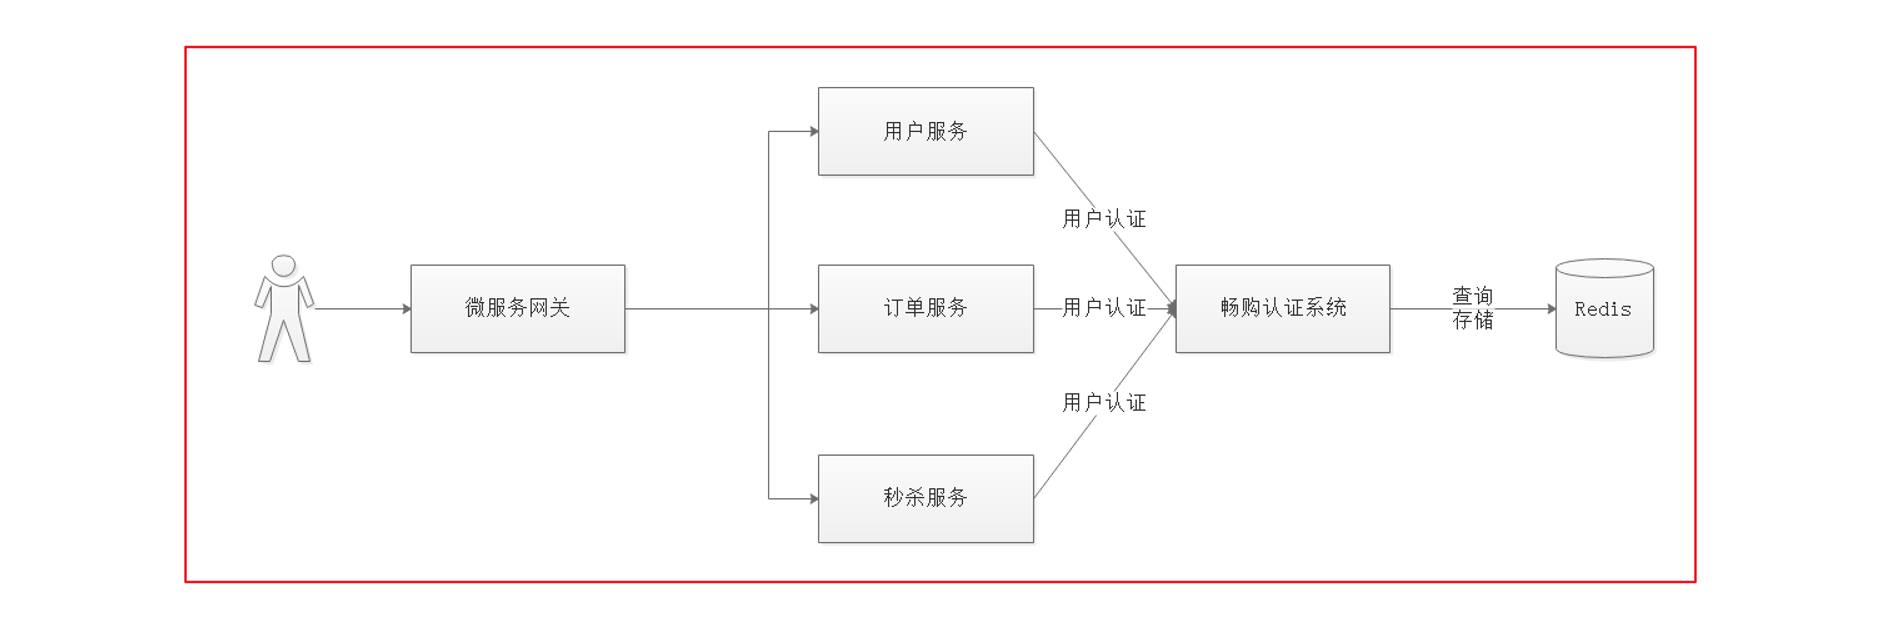 用户服务
用户认证
微服务网关
订单服务
用户认证
畅购认证系统
查询
存储
Redis
用户认证
秒杀服务